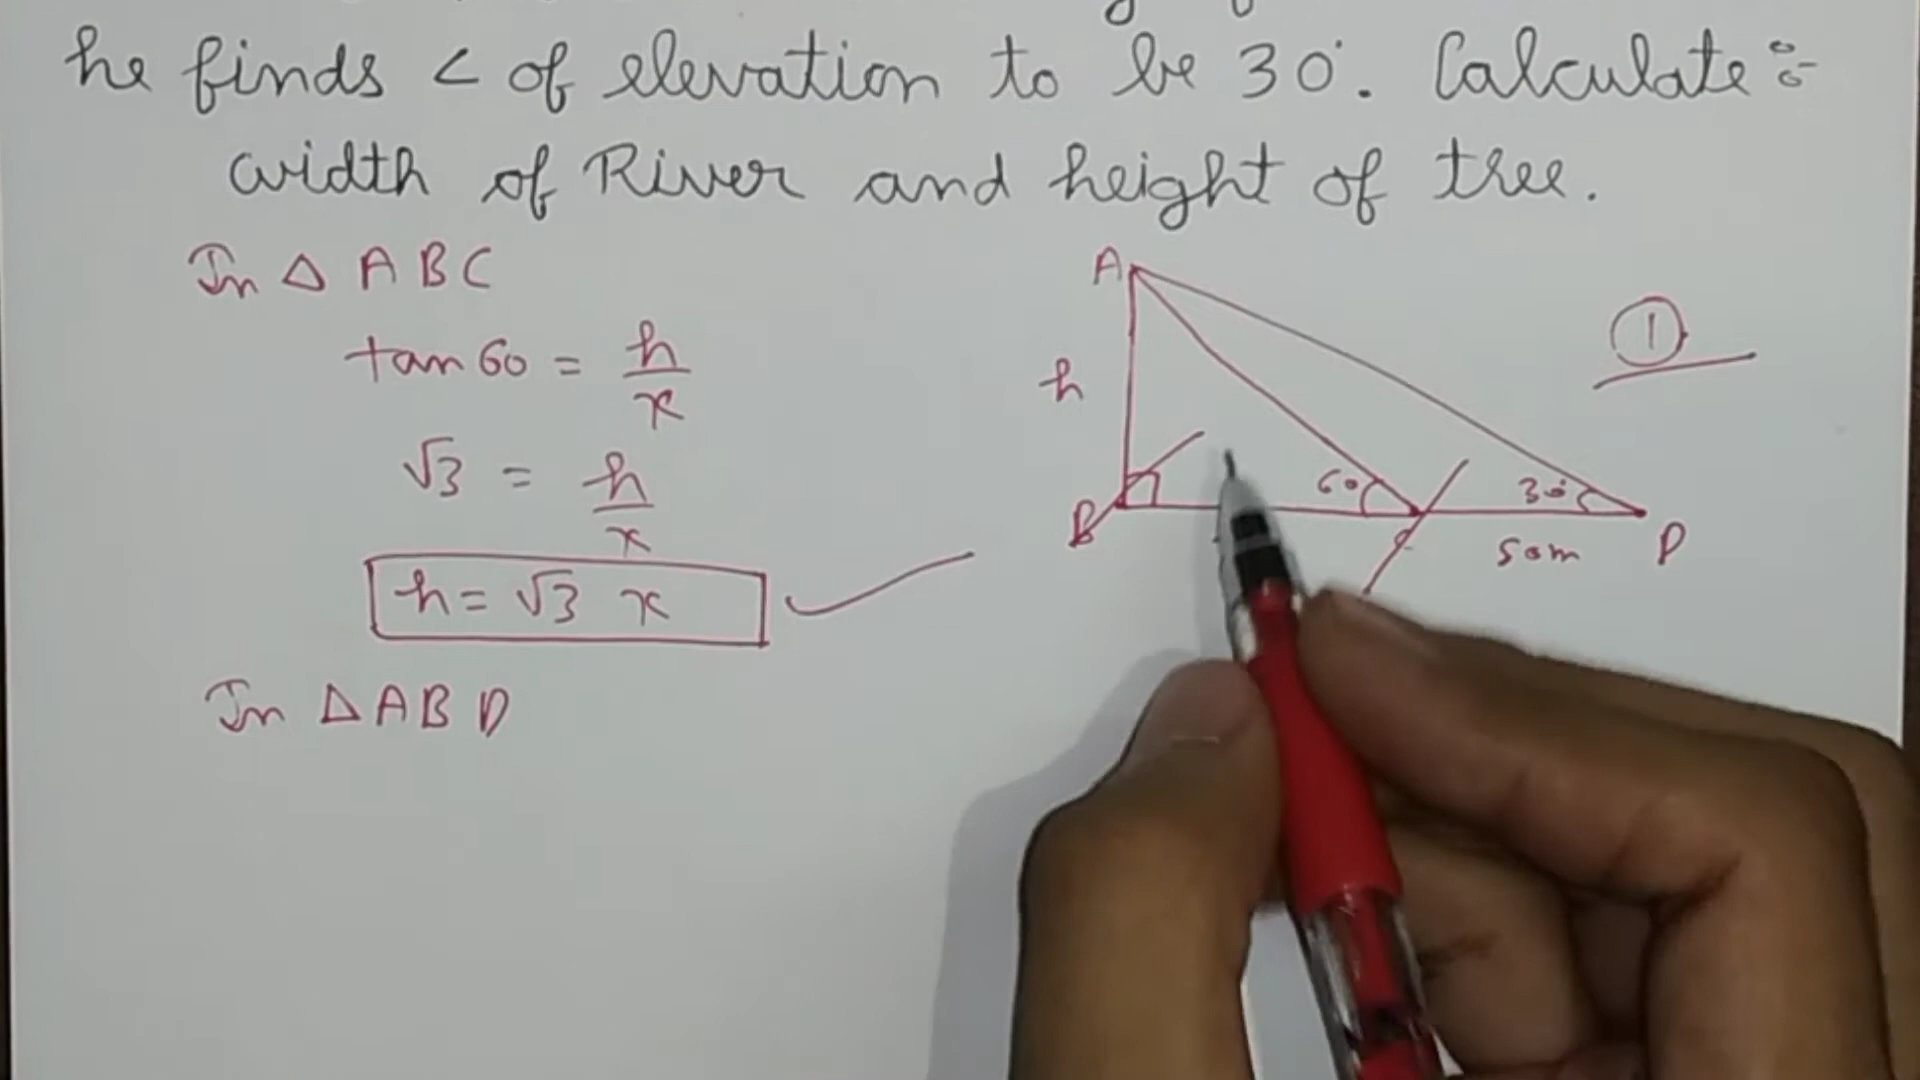 he finds < of elevation to be 30°. Calculate :-
width of River and height of tree.
In △ ABC
tan 60 = h/x
√3 = h/x
h = √3 x
In △ ABD
A
h
B
60
C
30°
50m
D
1